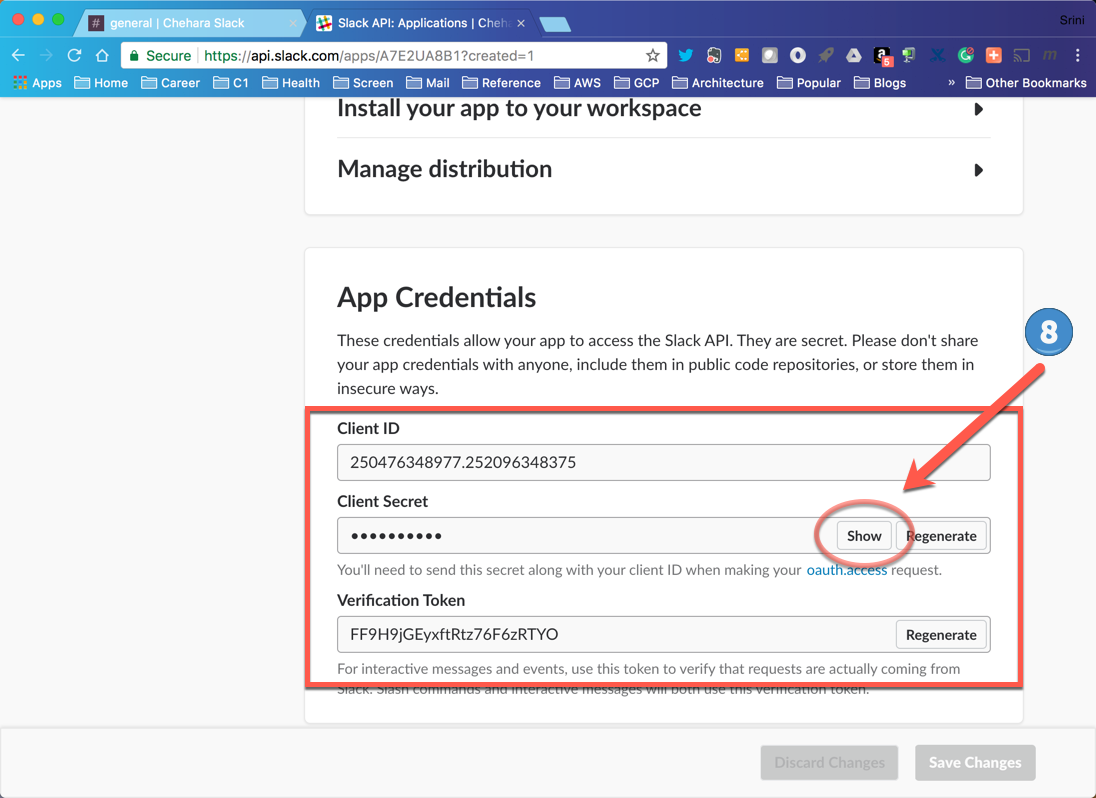 general | Chehara Slack
Slack API: Applications | Cheha
Srini
Secure
https://api.slack.com/apps/A7E2UA8B1?created=1
a
6
m
Apps
Home
Career
C1
Health
Screen
Mail
Reference
AWS
GCP
Architecture
Popular
Blogs
»
Other Bookmarks
Install your app to your workspace
Manage distribution
App Credentials
These credentials allow your app to access the Slack API. They are secret. Please don't share
your app credentials with anyone, include them in public code repositories, or store them in
insecure ways.
8
Client ID
250476348977.252096348375
Client Secret
••••••••••
Show
Regenerate
You'll need to send this secret along with your client ID when making your oauth.access request.
Verification Token
FF9H9jGEyxftRtz76F6zRTYO
Regenerate
For interactive messages and events, use this token to verify that requests are actually coming from
Slack. Slash commands and interactive messages will both use this verification token.
Discard Changes
Save Changes